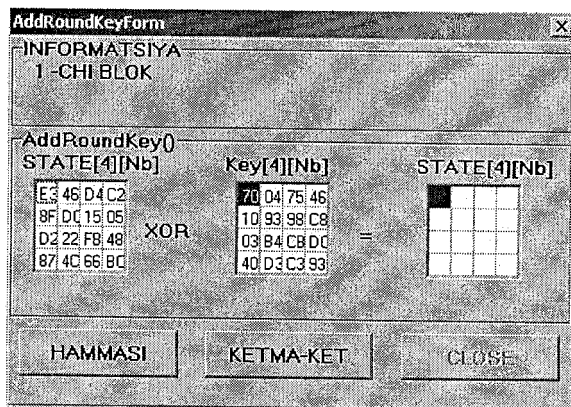 AddRoundKeyForm
INFORMATSIYA
1 -CHI BLOK
AddRoundKey()
STATE[4][Nb] Key[4][Nb] STATE[4][Nb]
E3 46 D4 C2 70 04 75 46
8F DC 15 05 XOR 10 93 98 C8
D2 22 FB 48 03 B4 CB DC =
87 4C 66 BC 40 D3 C3 93
HAMMASI KETMA-KET CLOSE